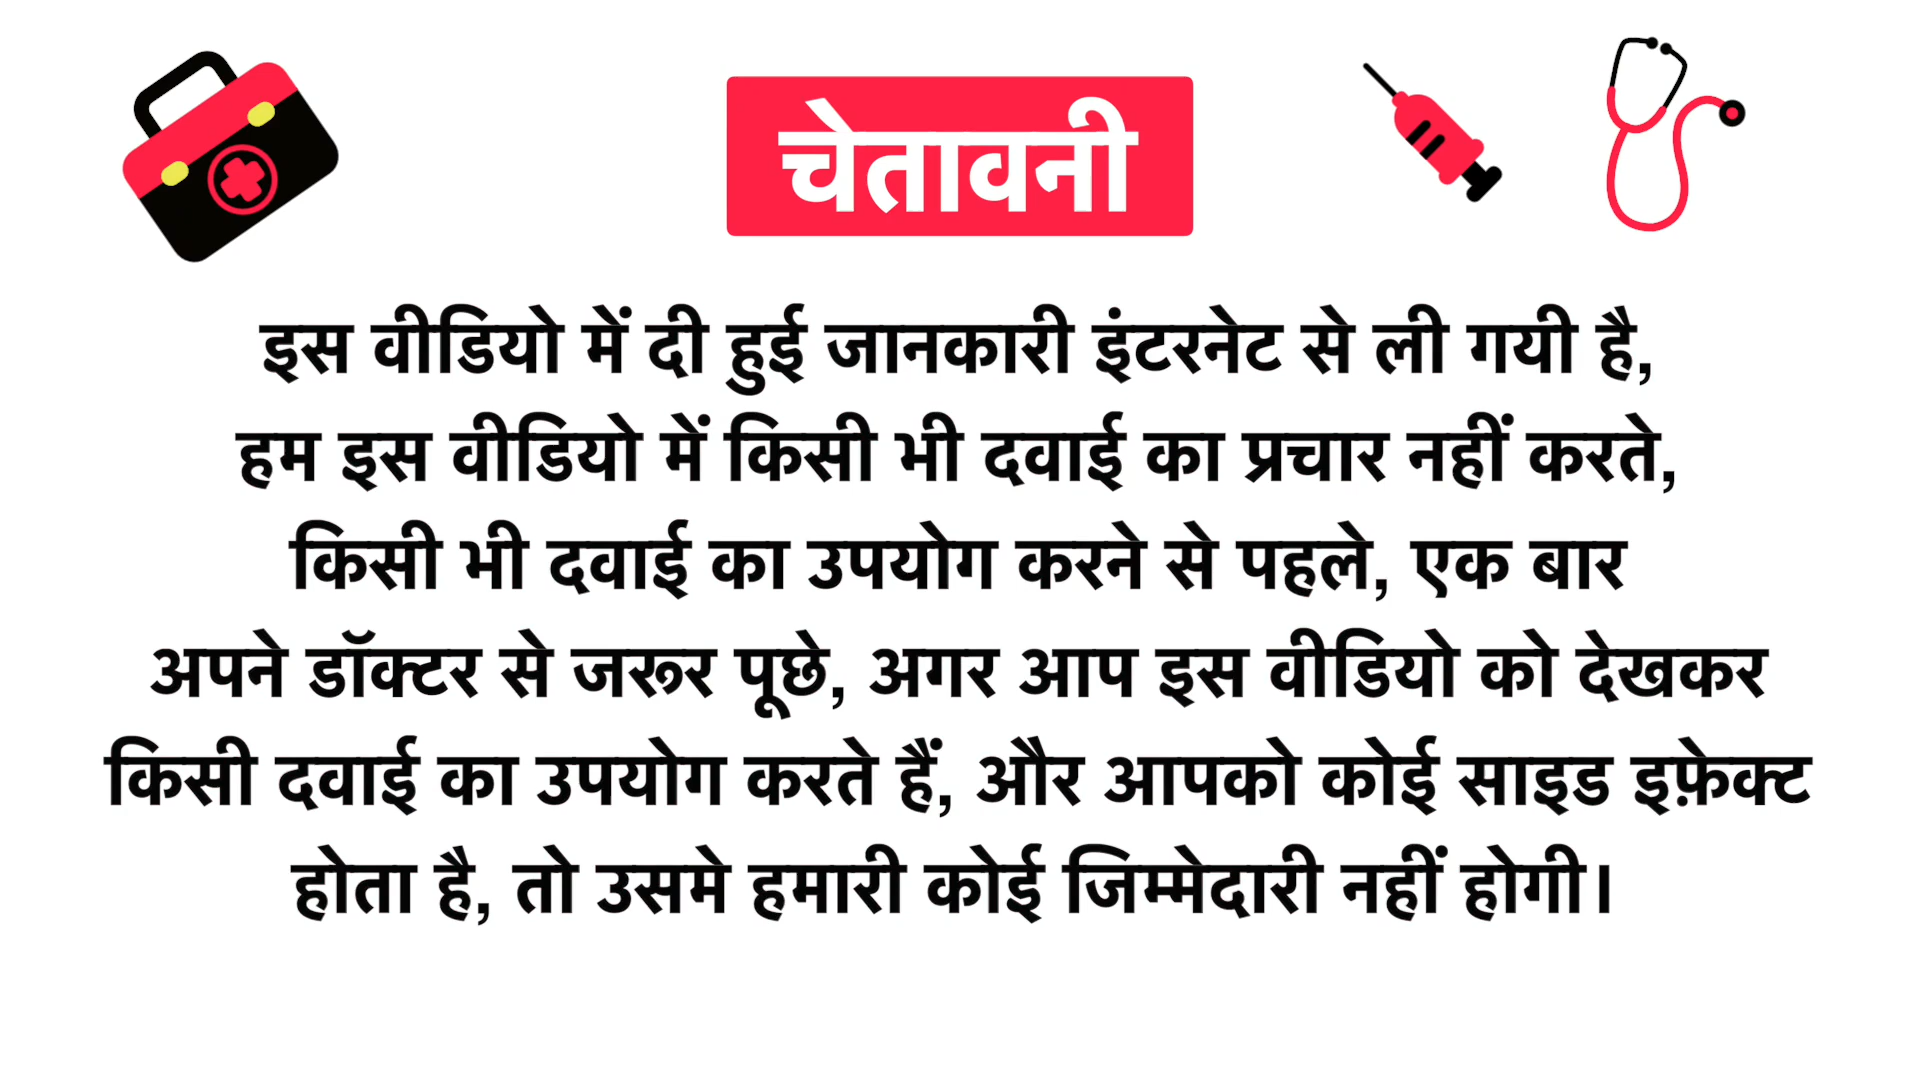 चेतावनी
इस वीडियो में दी हुई जानकारी इंटरनेट से ली गयी है,
हम इस वीडियो में किसी भी दवाई का प्रचार नहीं करते,
किसी भी दवाई का उपयोग करने से पहले, एक बार
अपने डॉक्टर से जरूर पूछे, अगर आप इस वीडियो को देखकर
किसी दवाई का उपयोग करते हैं, और आपको कोई साइड इफ़ेक्ट
होता है, तो उसमे हमारी कोई जिम्मेदारी नहीं होगी।